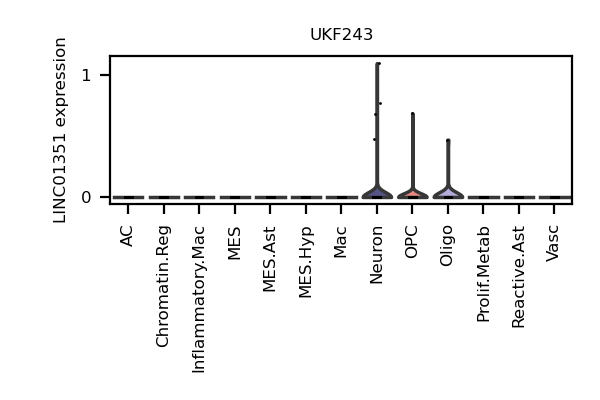 UKF243
LINC01351 expression
1
0
AC
Chromatin.Reg
Inflammatory.Mac
MES
MES.Ast
MES.Hyp
Mac
Neuron
OPC
Oligo
Prolif.Metab
Reactive.Ast
Vasc